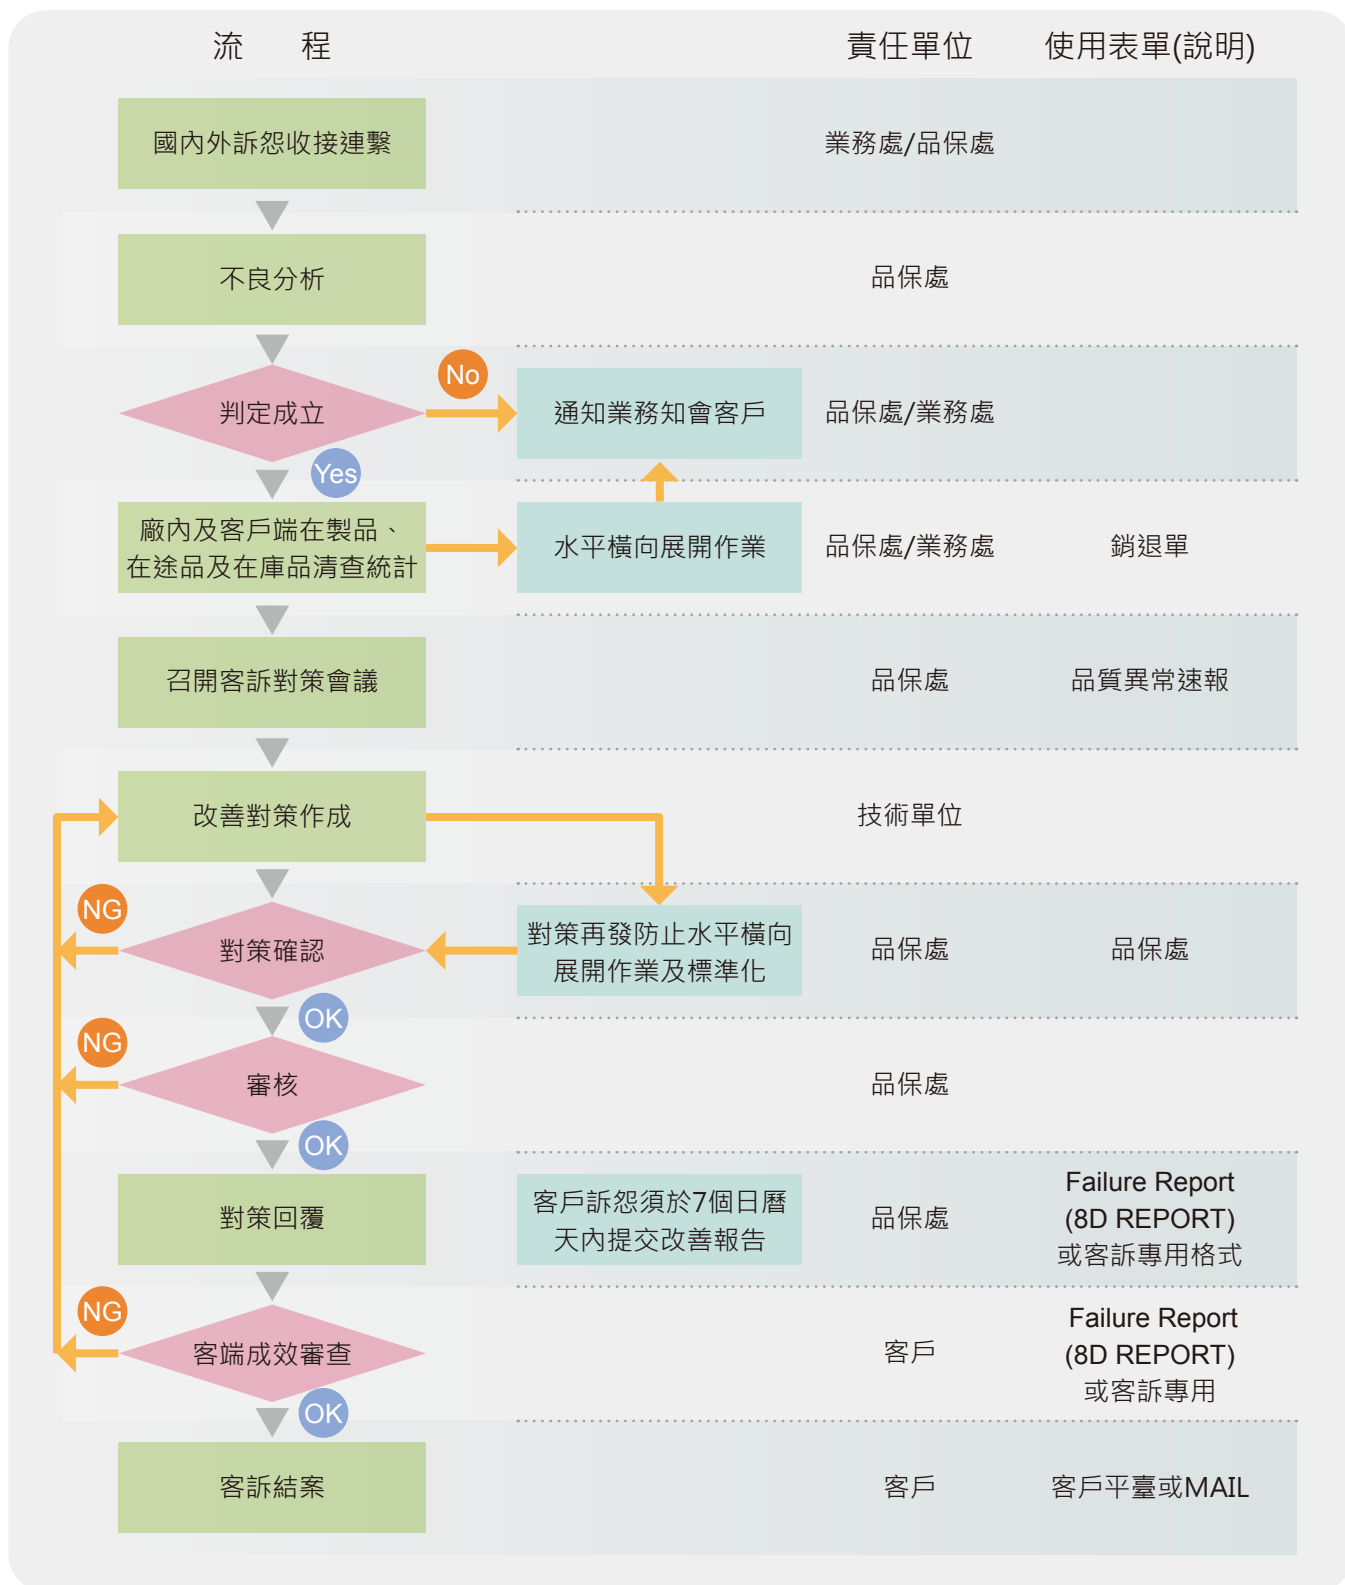 流 程 責任單位 使用表單(說明)
國內外訴怨收接連繫 業務處/品保處
不良分析 品保處
No
判定成立 通知業務知會客戶 品保處/業務處
Yes
廠內及客戶端在製品、
在途品及在庫品清查統計
水平橫向展開作業 品保處/業務處 銷退單
召開客訴對策會議 品保處 品質異常速報
改善對策作成 技術單位
NG
對策確認
對策再發防止水平橫向
展開作業及標準化
品保處 品保處
OK
NG
審核 品保處
OK
對策回覆
客戶訴怨須於7個日曆
天內提交改善報告
品保處
Failure Report
(8D REPORT)
或客訴專用格式
NG
客端成效審查 客戶
Failure Report
(8D REPORT)
或客訴專用
OK
客訴結案 客戶 客戶平臺或MAIL